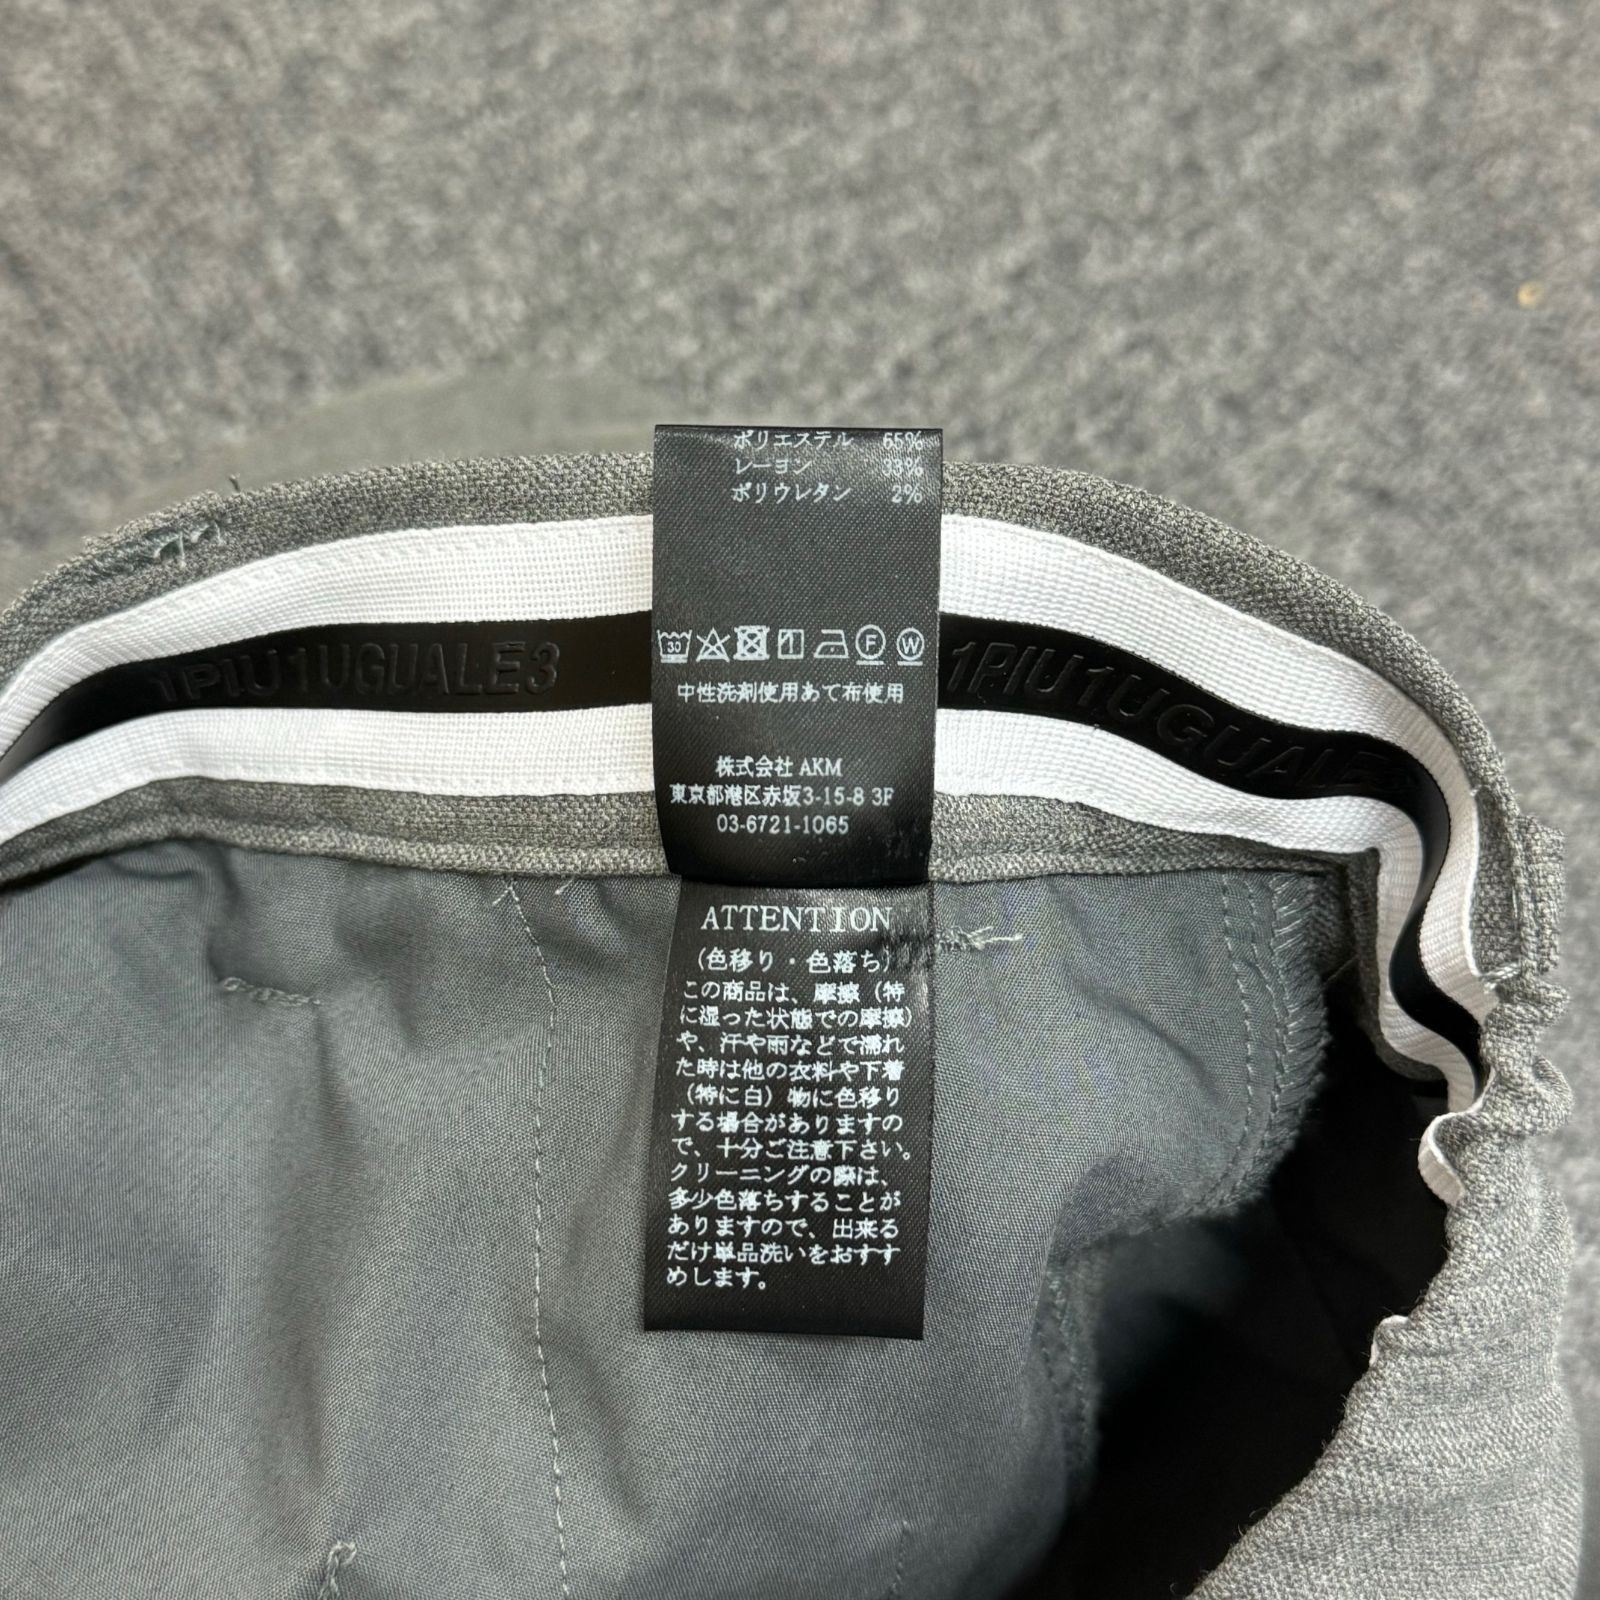 ポリエステル 65%
レーヨン 33%
ポリウレタン 2%
1PIU1UGUALE3
1PIU1UGUALE3
30
F
W
中性洗剤使用あて布使用
株式会社 AKM
東京都港区赤坂3-15-8 3F
03-6721-1065
ATTENTION
(色移り・色落ち)
この商品は、摩擦(特
に湿った状態での摩擦)
や、汗や雨などで濡れ
た時は他の衣料や下着
(特に白)物に色移り
する場合がありますの
で、十分ご注意下さい。
クリーニングの際は、
多少色落ちすることが
ありますので、出来る
だけ単品洗いをおすす
めします。